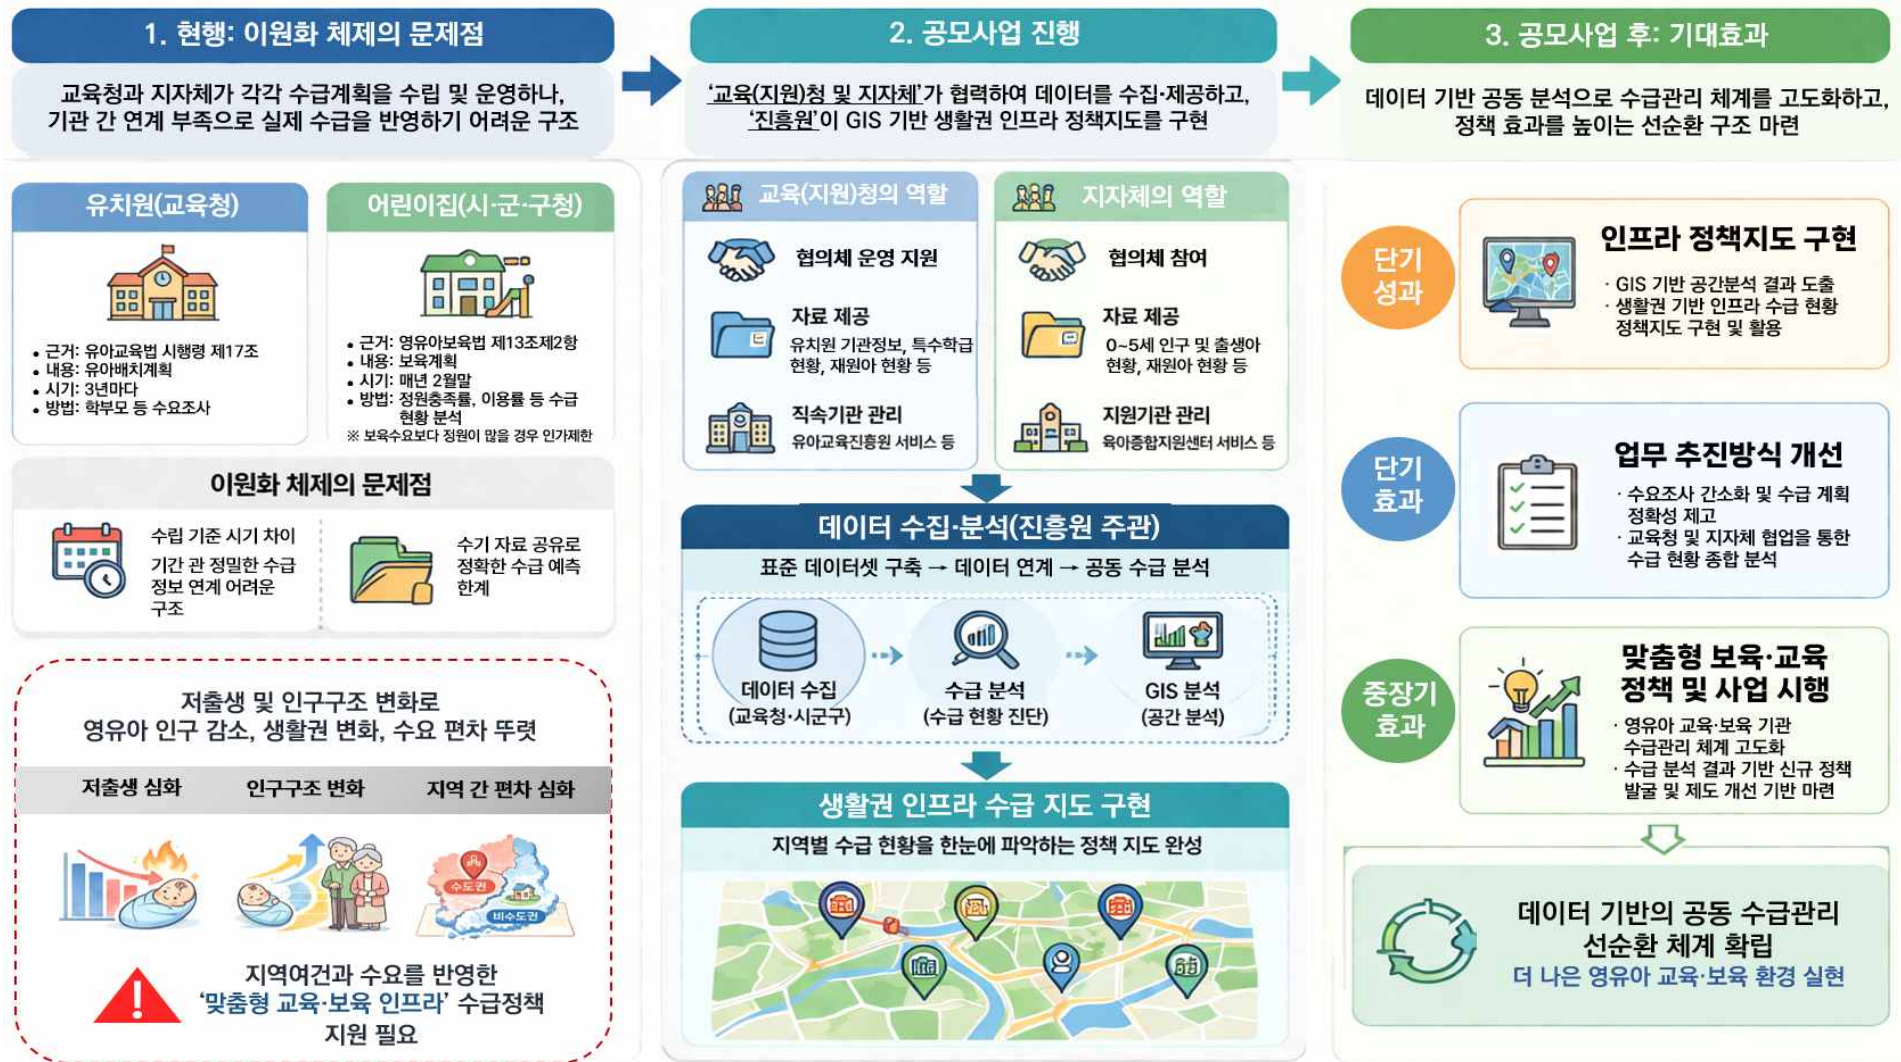 1. 현행: 이원화 체제의 문제점
교육청과 지자체가 각각 수급계획을 수립 및 운영하나,
기관 간 연계 부족으로 실제 수급을 반영하기 어려운 구조
유치원(교육청)
• 근거: 유아교육법 시행령 제17조
• 내용: 유아배치계획
• 시기: 3년마다
• 방법: 학부모 등 수요조사
어린이집(시·군·구청)
• 근거: 영유아보육법 제13조제2항
• 내용: 보육계획
• 시기: 매년 2월말
• 방법: 정원충족률, 이용률 등 수급
현황 분석
※ 보육수요보다 정원이 많을 경우 인가제한
이원화 체제의 문제점
수립 기준 시기 차이
기간 관 정밀한 수급
정보 연계 어려운
구조
수기 자료 공유로
정확한 수급 예측
한계
저출생 및 인구구조 변화로
영유아 인구 감소, 생활권 변화, 수요 편차 뚜렷
저출생 심화
인구구조 변화
지역 간 편차 심화
수도권
비수도권
지역여건과 수요를 반영한
‘맞춤형 교육·보육 인프라’ 수급정책
지원 필요
2. 공모사업 진행
‘교육(지원)청 및 지자체’가 협력하여 데이터를 수집·제공하고,
‘진흥원’이 GIS 기반 생활권 인프라 정책지도를 구현
교육(지원)청의 역할
협의체 운영 지원
자료 제공
유치원 기관정보, 특수학급
현황, 재원아 현황 등
직속기관 관리
유아교육진흥원 서비스 등
지자체의 역할
협의체 참여
자료 제공
0~5세 인구 및 출생아
현황, 재원아 현황 등
지원기관 관리
육아종합지원센터 서비스 등
데이터 수집·분석(진흥원 주관)
표준 데이터셋 구축 → 데이터 연계 → 공동 수급 분석
데이터 수집
(교육청·시군구)
수급 분석
(수급 현황 진단)
GIS 분석
(공간 분석)
생활권 인프라 수급 지도 구현
지역별 수급 현황을 한눈에 파악하는 정책 지도 완성
3. 공모사업 후: 기대효과
데이터 기반 공동 분석으로 수급관리 체계를 고도화하고,
정책 효과를 높이는 선순환 구조 마련
단기
성과
인프라 정책지도 구현
· GIS 기반 공간분석 결과 도출
· 생활권 기반 인프라 수급 현황
정책지도 구현 및 활용
단기
효과
업무 추진방식 개선
· 수요조사 간소화 및 수급 계획
정확성 제고
· 교육청 및 지자체 협업을 통한
수급 현황 종합 분석
중장기
효과
맞춤형 보육·교육
정책 및 사업 시행
· 영유아 교육·보육 기관
수급관리 체계 고도화
· 수급 분석 결과 기반 신규 정책
발굴 및 제도 개선 기반 마련
데이터 기반의 공동 수급관리
선순환 체계 확립
더 나은 영유아 교육·보육 환경 실현